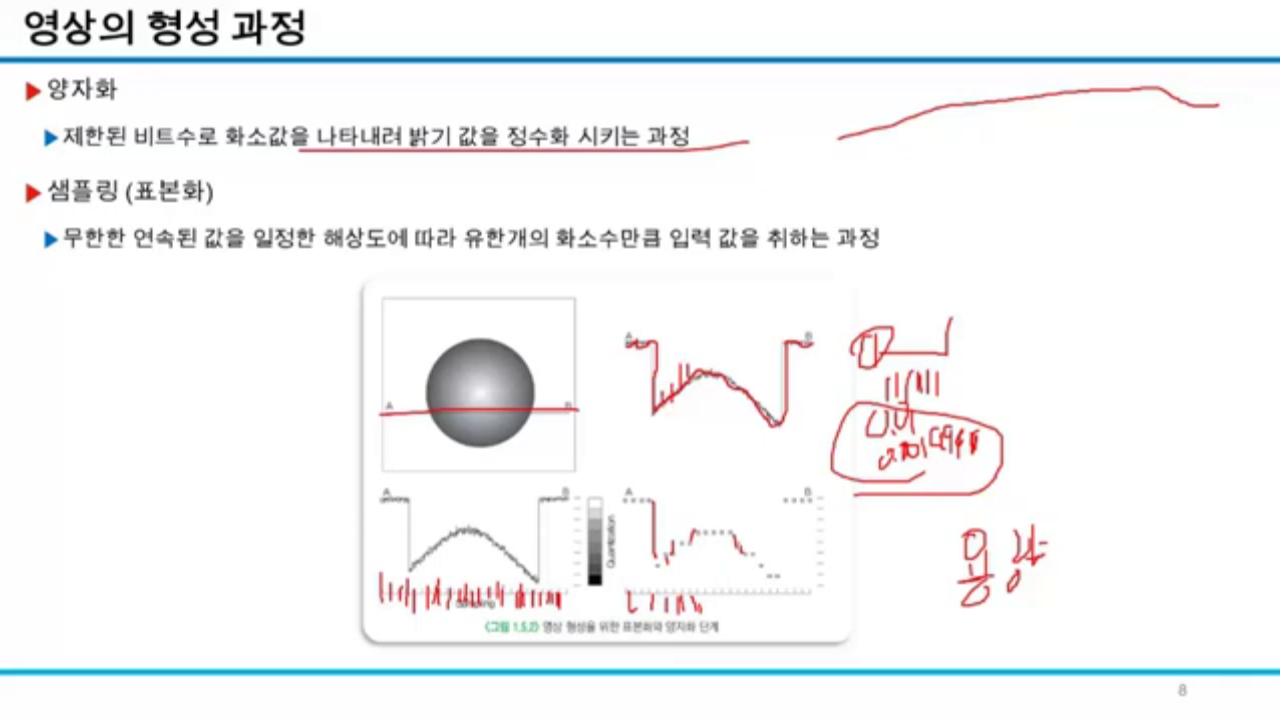 영상의 형성 과정
양자화
제한된 비트수로 화소값을 나타내려 밝기 값을 정수화 시키는 과정
샘플링 (표본화)
무한한 연속된 값을 일정한 해상도에 따라 유한개의 화소수만큼 입력 값을 취하는 과정
A B
A B
A B
Quantization
A B
Sampling
(그림 1.5.2) 영상 형성을 위한 표본화와 양자화 단계
용량
8